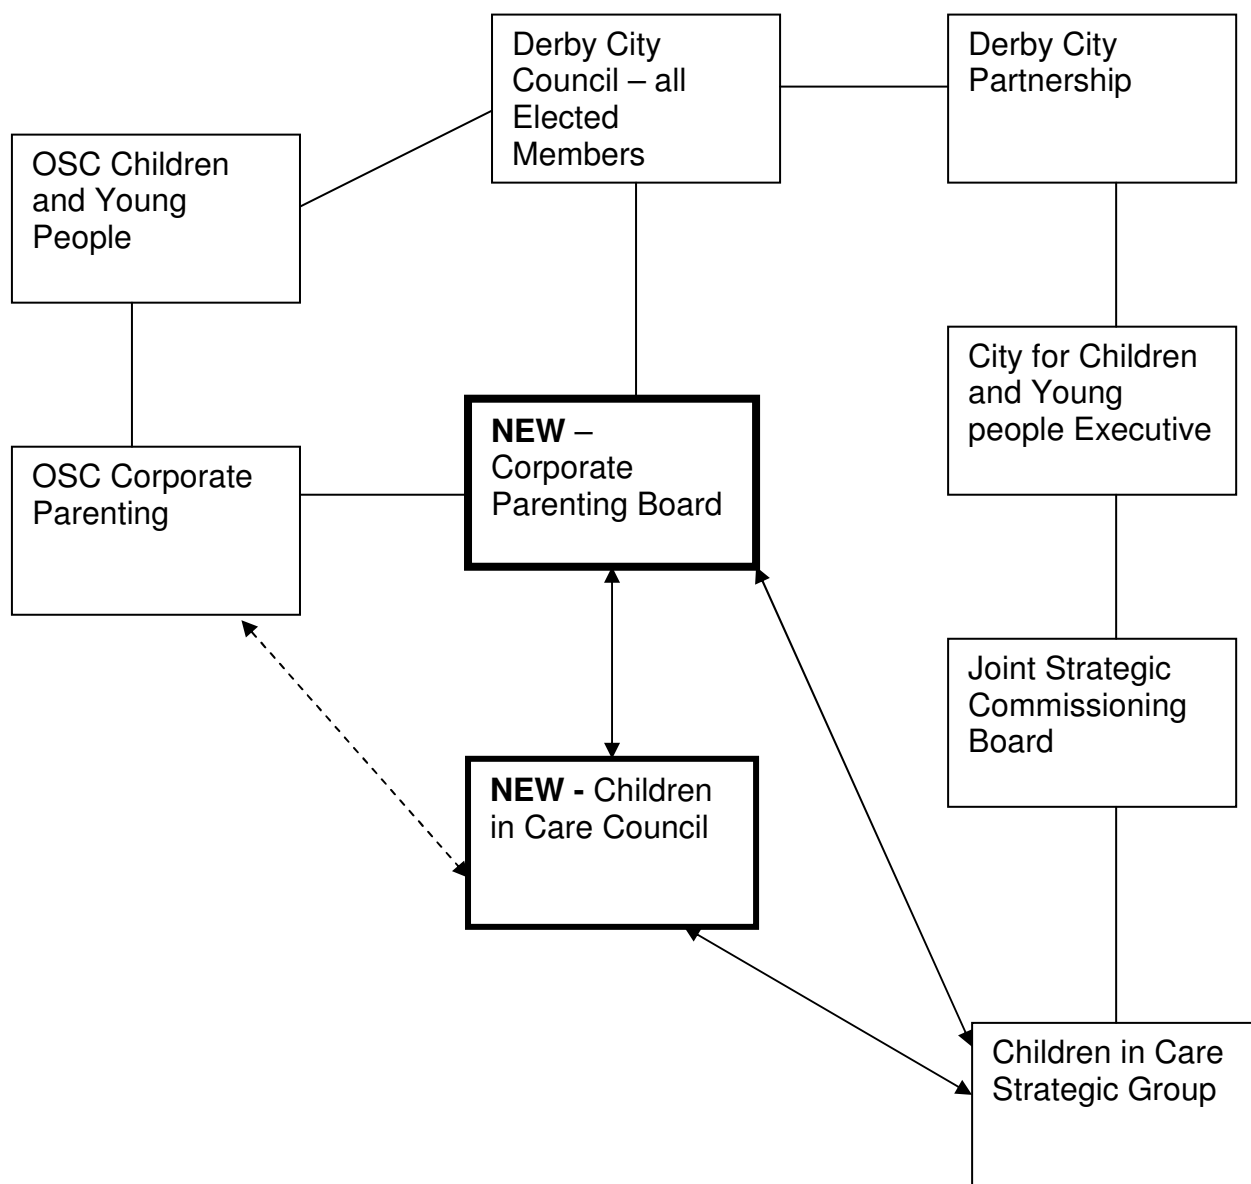 Derby City
Council – all
Elected
Members
Derby City
Partnership
OSC Children
and Young
People
City for Children
and Young
people Executive
NEW –
Corporate
Parenting Board
OSC Corporate
Parenting
Joint Strategic
Commissioning
Board
NEW - Children
in Care Council
Children in Care
Strategic Group